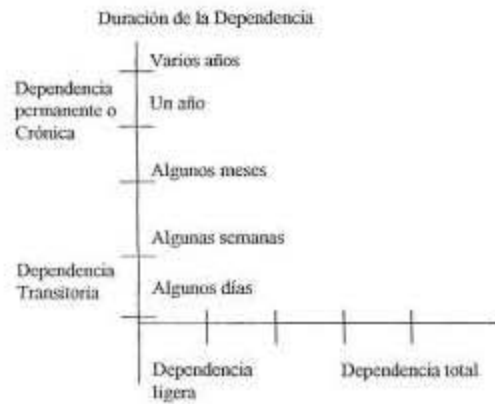 Duración de la Dependencia
Varios años
Dependencia
permanente o
Crónica
Un año
Algunos meses
Algunas semanas
Dependencia
Transitoria
Algunos días
Dependencia
ligera
Dependencia total